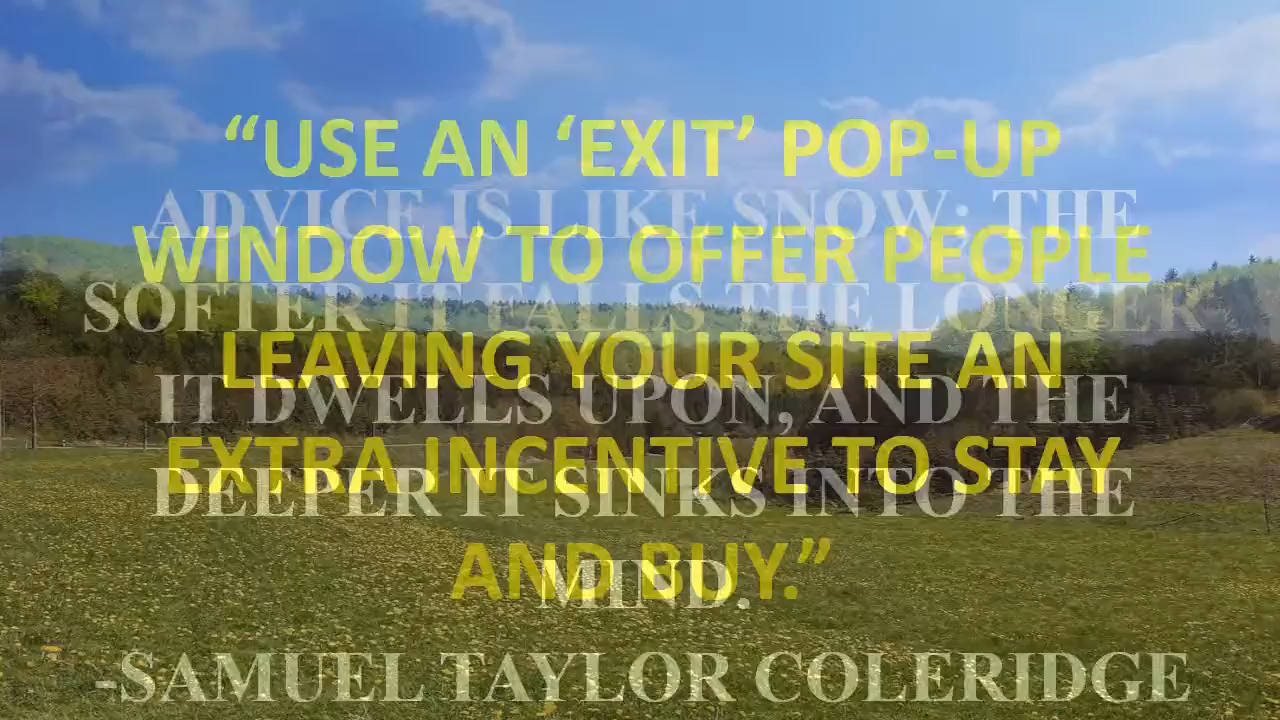 “USE AN ‘EXIT’ POP-UP
WINDOW TO OFFER PEOPLE
LEAVING YOUR SITE AN
EXTRA INCENTIVE TO STAY
AND BUY.”
ADVICE IS LIKE SNOW; THE
SOFTER IT FALLS THE LONGER
IT DWELLS UPON, AND THE
DEEPER IT SINKS INTO THE
MIND.
-SAMUEL TAYLOR COLERIDGE